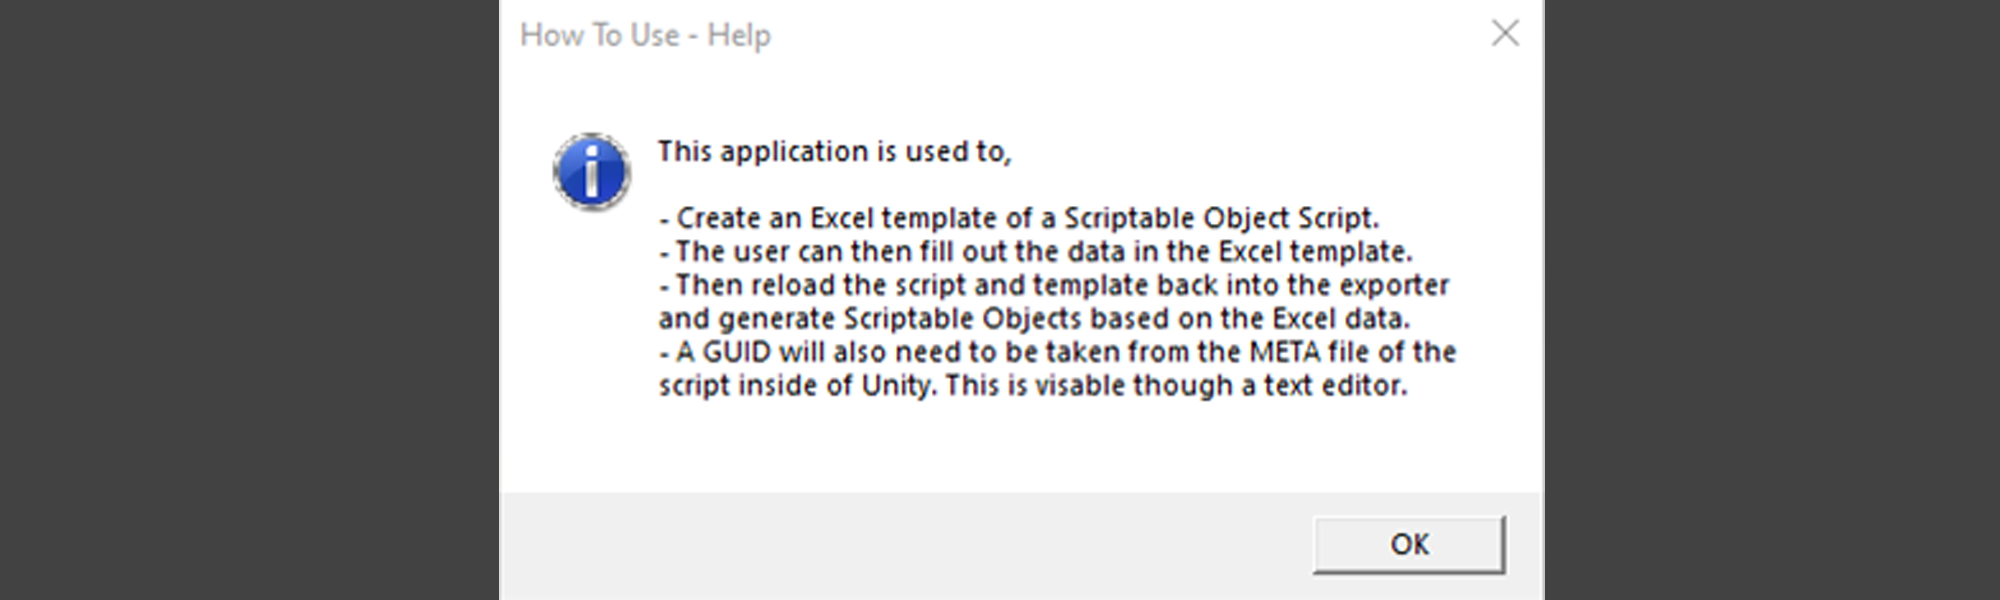 How To Use - Help
This application is used to,
- Create an Excel template of a Scriptable Object Script.
- The user can then fill out the data in the Excel template.
- Then reload the script and template back into the exporter
and generate Scriptable Objects based on the Excel data.
- A GUID will also need to be taken from the META file of the
script inside of Unity. This is visable though a text editor.
OK